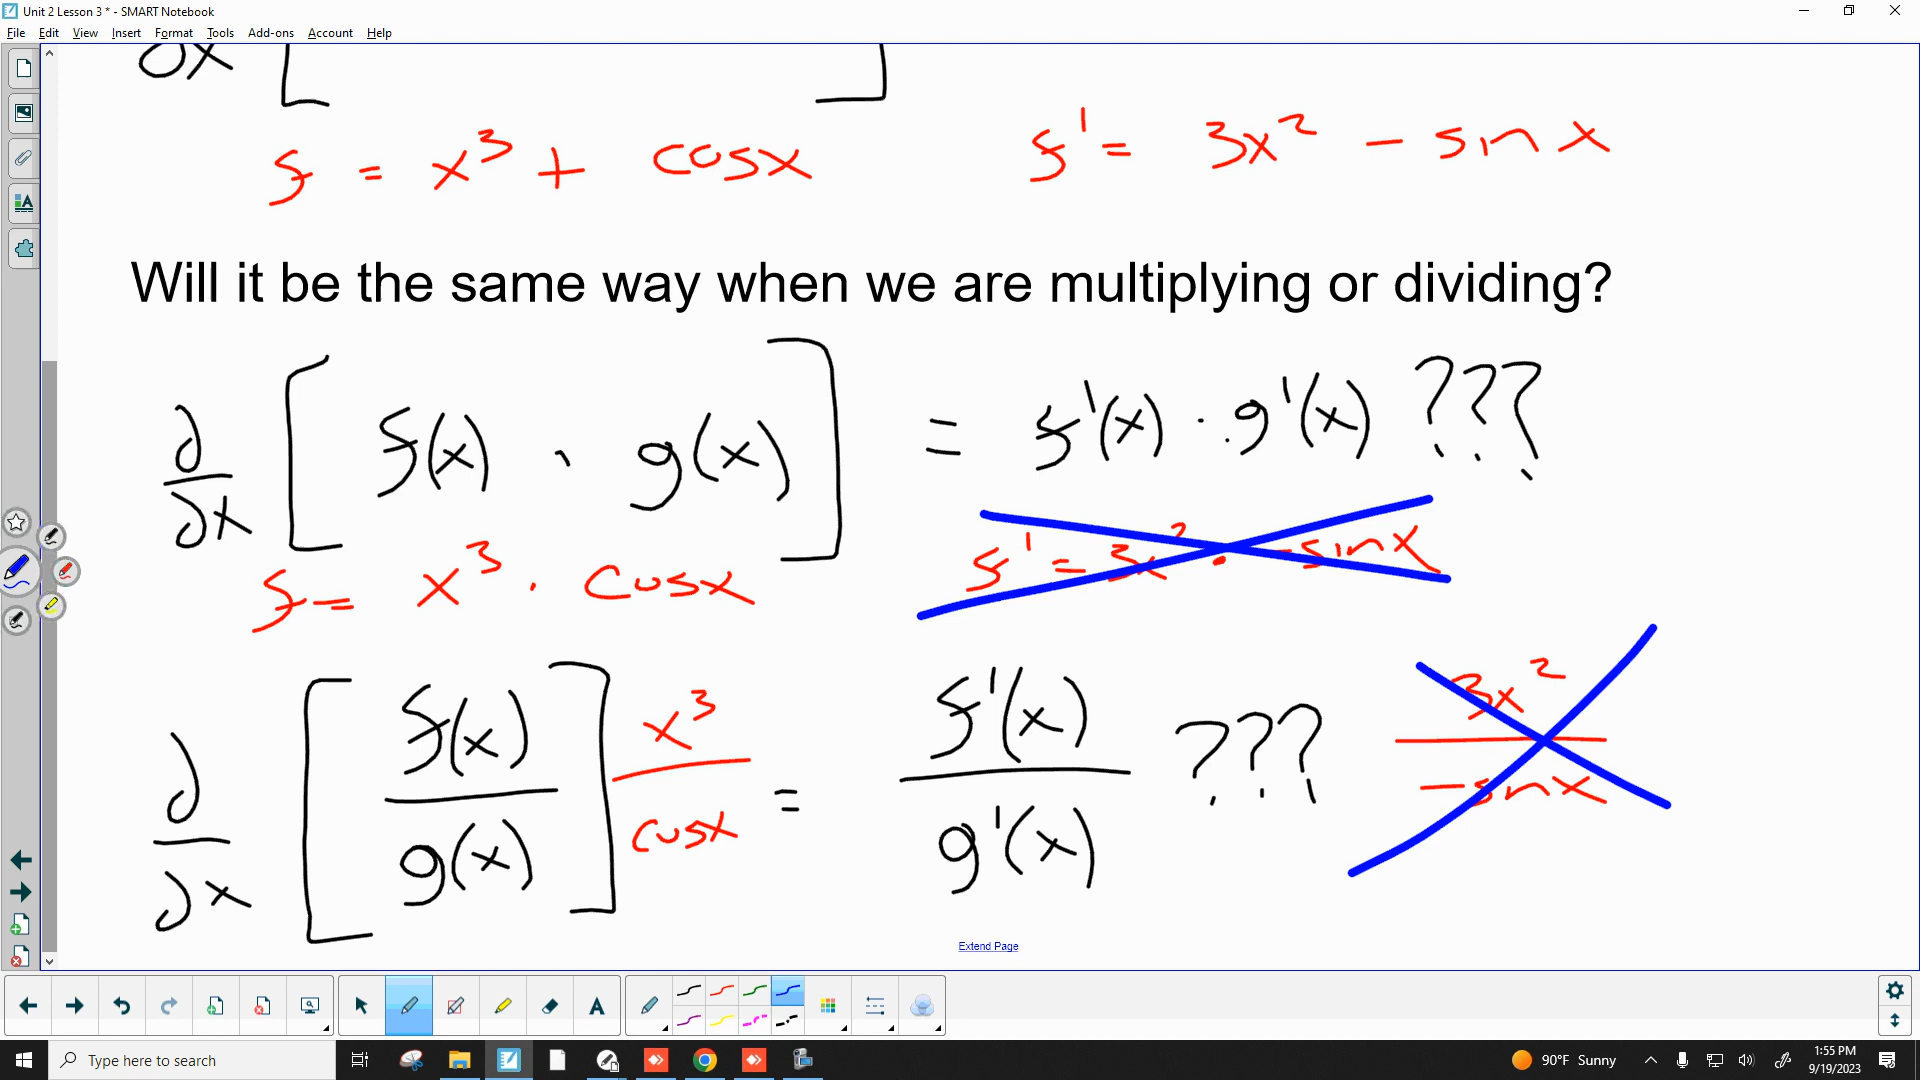 Unit 2 Lesson 3 * - SMART Notebook
File Edit View Insert Format Tools Add-ons Account Help
∂x [ ]
f = x³ + cosx f' = 3x² - sin x
Will it be the same way when we are multiplying or dividing?
∂/∂x [ f(x) · g(x) ] = f'(x) · g'(x) ???
f = x³ · cosx f' = 3x² · -sinx
∂/∂x [ f(x)/g(x) ] x³/cosx = f'(x)/g'(x) ??? 3x²/-sinx
Extend Page
Type here to search
90°F Sunny
1:55 PM
9/19/2023